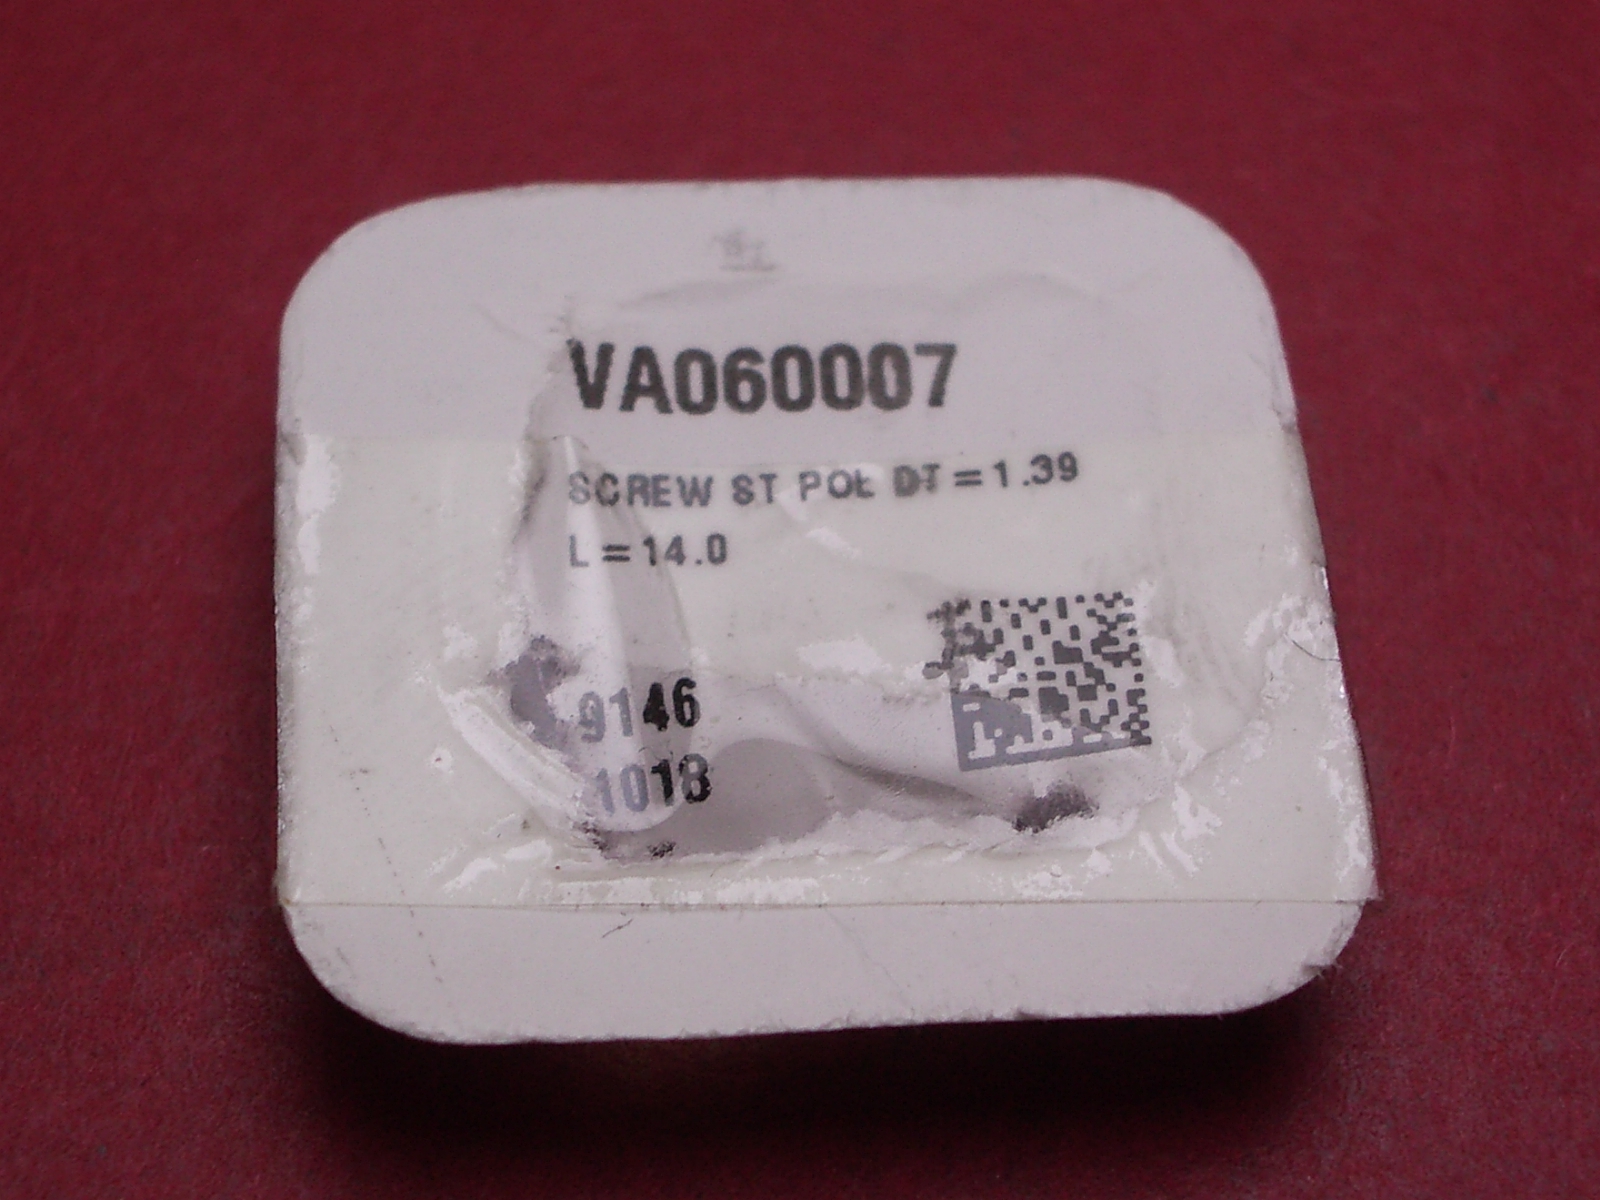 VA060007
SCREW ST POL DT=1.39
L=14.0
9146
1018